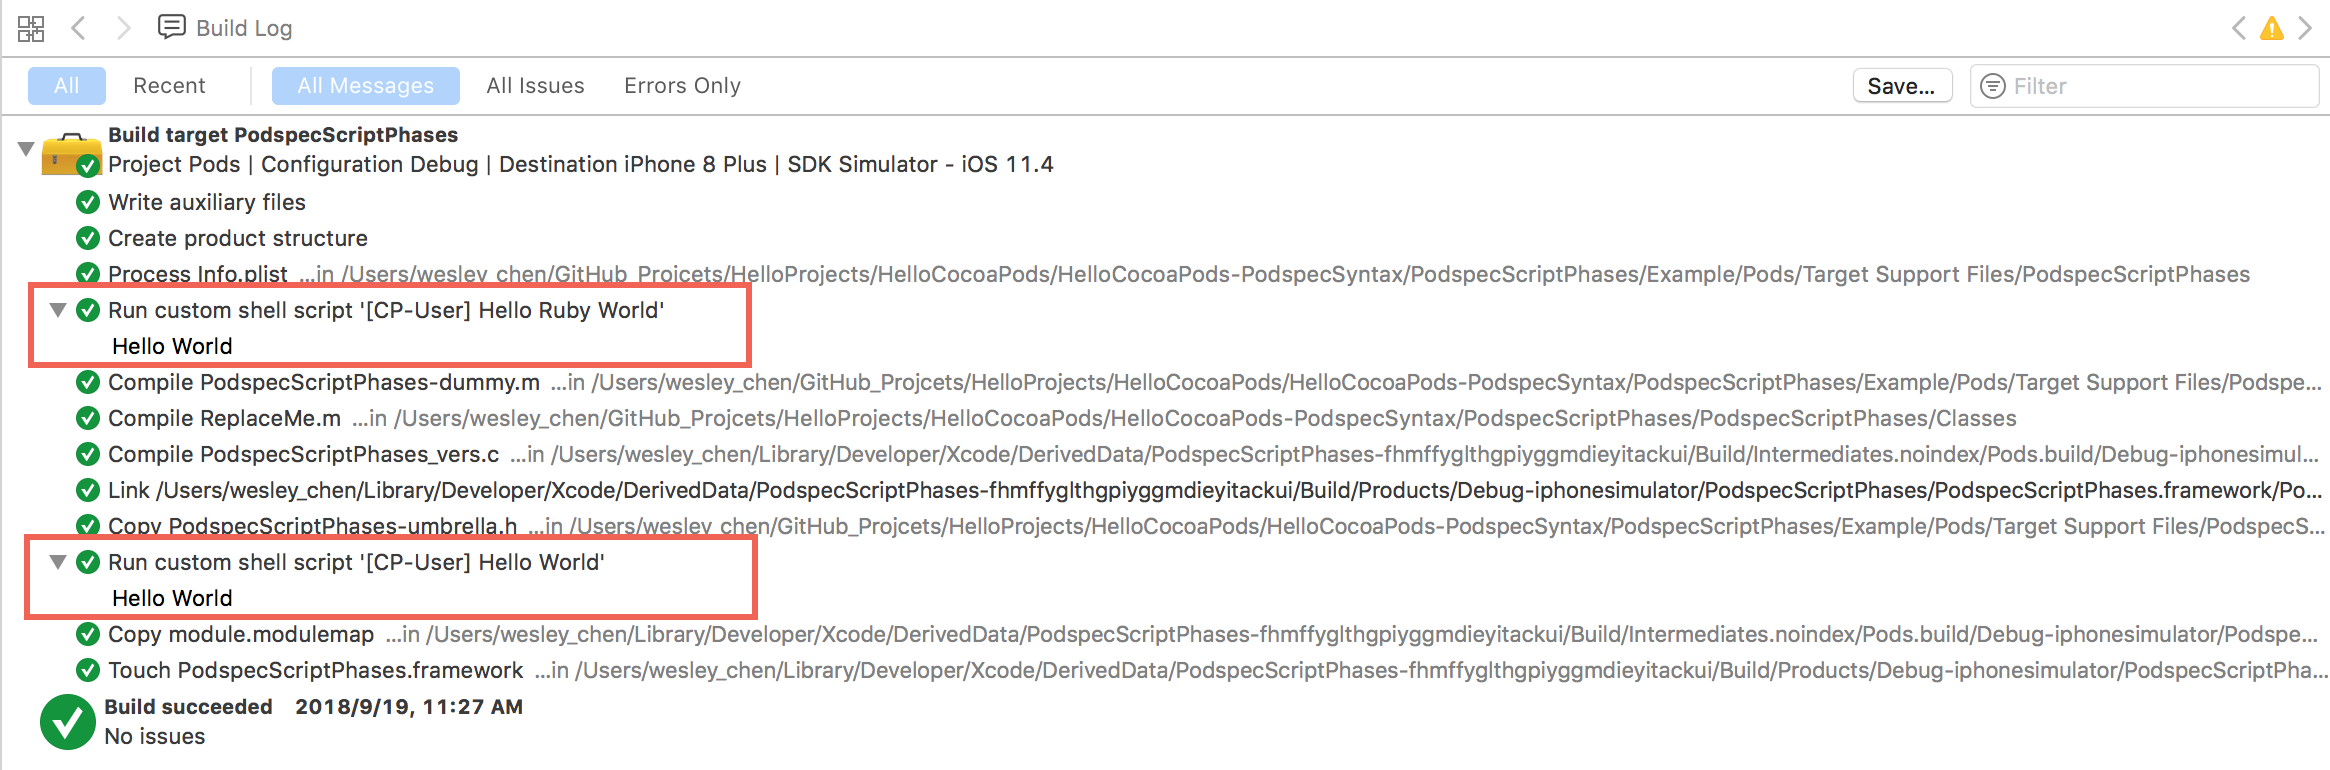 Build Log
All Recent All Messages All Issues Errors Only Save... Filter
Build target PodspecScriptPhases
Project Pods | Configuration Debug | Destination iPhone 8 Plus | SDK Simulator - iOS 11.4
Write auxiliary files
Create product structure
Process Info.plist ...in /Users/wesley_chen/GitHub_Projcets/HelloProjects/HelloCocoaPods/HelloCocoaPods-PodspecSyntax/PodspecScriptPhases/Example/Pods/Target Support Files/PodspecScriptPhases
Run custom shell script '[CP-User] Hello Ruby World'
Hello World
Compile PodspecScriptPhases-dummy.m ...in /Users/wesley_chen/GitHub_Projcets/HelloProjects/HelloCocoaPods/HelloCocoaPods-PodspecSyntax/PodspecScriptPhases/Example/Pods/Target Support Files/Podspe...
Compile ReplaceMe.m ...in /Users/wesley_chen/GitHub_Projcets/HelloProjects/HelloCocoaPods/HelloCocoaPods-PodspecSyntax/PodspecScriptPhases/PodspecScriptPhases/Classes
Compile PodspecScriptPhases_vers.c ...in /Users/wesley_chen/Library/Developer/Xcode/DerivedData/PodspecScriptPhases-fhmffyglthgpiyggmdieyitackui/Build/Intermediates.noindex/Pods.build/Debug-iphonesimul...
Link /Users/wesley_chen/Library/Developer/Xcode/DerivedData/PodspecScriptPhases-fhmffyglthgpiyggmdieyitackui/Build/Products/Debug-iphonesimulator/PodspecScriptPhases/PodspecScriptPhases.framework/Po...
Copy PodspecScriptPhases-umbrella.h ...in /Users/wesley_chen/GitHub_Projcets/HelloProjects/HelloCocoaPods/HelloCocoaPods-PodspecSyntax/PodspecScriptPhases/Example/Pods/Target Support Files/PodspecS...
Run custom shell script '[CP-User] Hello World'
Hello World
Copy module.modulemap ...in /Users/wesley_chen/Library/Developer/Xcode/DerivedData/PodspecScriptPhases-fhmffyglthgpiyggmdieyitackui/Build/Intermediates.noindex/Pods.build/Debug-iphonesimulator/Podspe...
Touch PodspecScriptPhases.framework ...in /Users/wesley_chen/Library/Developer/Xcode/DerivedData/PodspecScriptPhases-fhmffyglthgpiyggmdieyitackui/Build/Products/Debug-iphonesimulator/PodspecScriptPha...
Build succeeded 2018/9/19, 11:27 AM
No issues